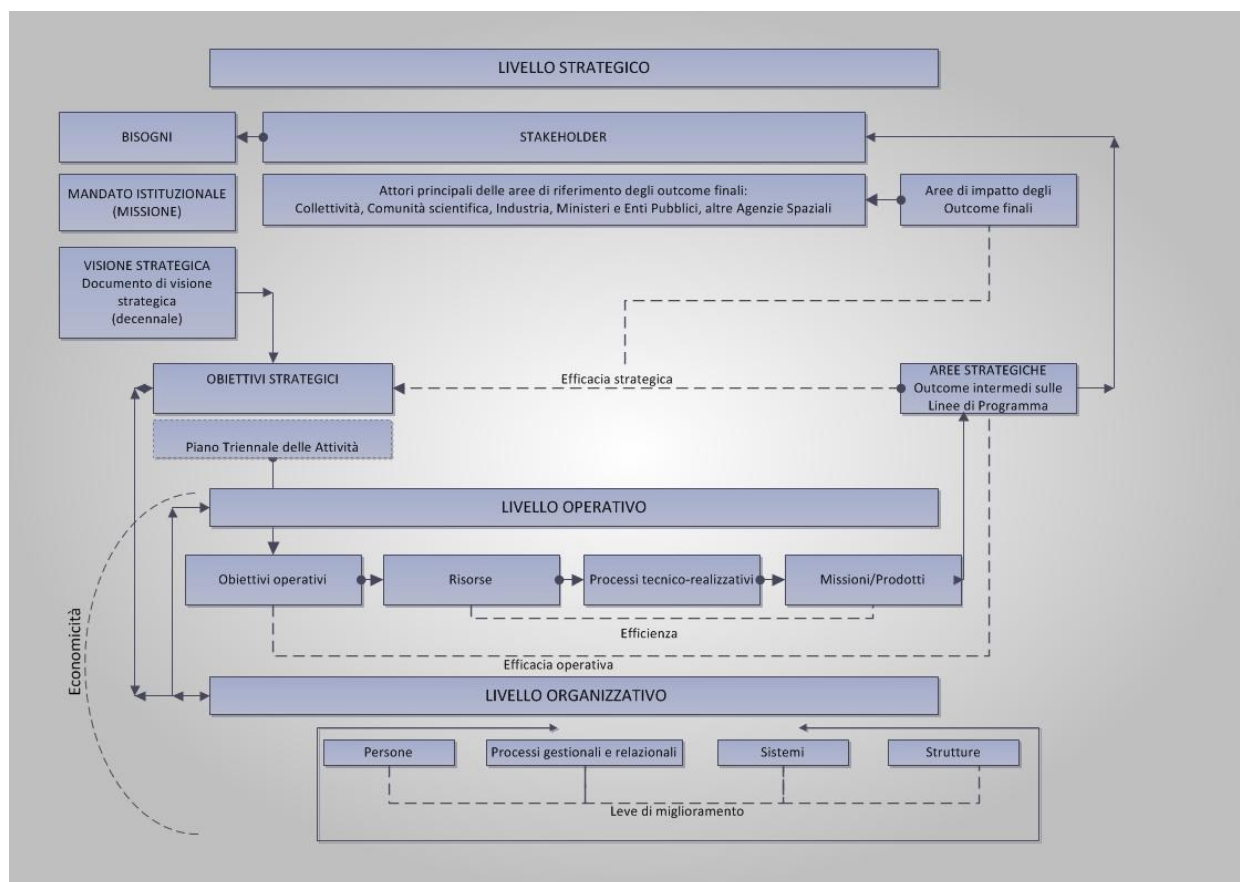 LIVELLO STRATEGICO
BISOGNI
STAKEHOLDER
MANDATO ISTITUZIONALE
(MISSIONE)
Attori principali delle aree di riferimento degli outcome finali:
Collettività, Comunità scientifica, Industria, Ministeri e Enti Pubblici, altre Agenzie Spaziali
Aree di impatto degli
Outcome finali
VISIONE STRATEGICA
Documento di visione
strategica
(decennale)
OBIETTIVI STRATEGICI
Efficacia strategica
AREE STRATEGICHE
Outcome intermedi sulle
Linee di Programma
Piano Triennale delle Attività
LIVELLO OPERATIVO
Obiettivi operativi
Risorse
Processi tecnico-realizzativi
Missioni/Prodotti
Efficienza
Efficacia operativa
Economicità
LIVELLO ORGANIZZATIVO
Persone
Processi gestionali e relazionali
Sistemi
Strutture
Leve di miglioramento